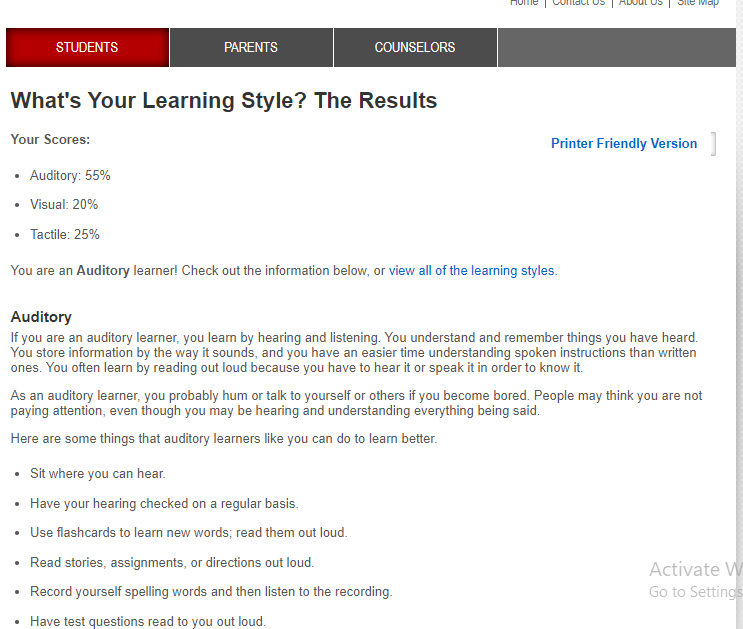 Home | Contact Us | About Us | Site Map
STUDENTS PARENTS COUNSELORS
What's Your Learning Style? The Results
Your Scores:
Printer Friendly Version
• Auditory: 55%
• Visual: 20%
• Tactile: 25%
You are an Auditory learner! Check out the information below, or view all of the learning styles.
Auditory
If you are an auditory learner, you learn by hearing and listening. You understand and remember things you have heard.
You store information by the way it sounds, and you have an easier time understanding spoken instructions than written
ones. You often learn by reading out loud because you have to hear it or speak it in order to know it.
As an auditory learner, you probably hum or talk to yourself or others if you become bored. People may think you are not
paying attention, even though you may be hearing and understanding everything being said.
Here are some things that auditory learners like you can do to learn better.
• Sit where you can hear.
• Have your hearing checked on a regular basis.
• Use flashcards to learn new words; read them out loud.
• Read stories, assignments, or directions out loud.
• Record yourself spelling words and then listen to the recording.
• Have test questions read to you out loud.
Activate W
Go to Settings